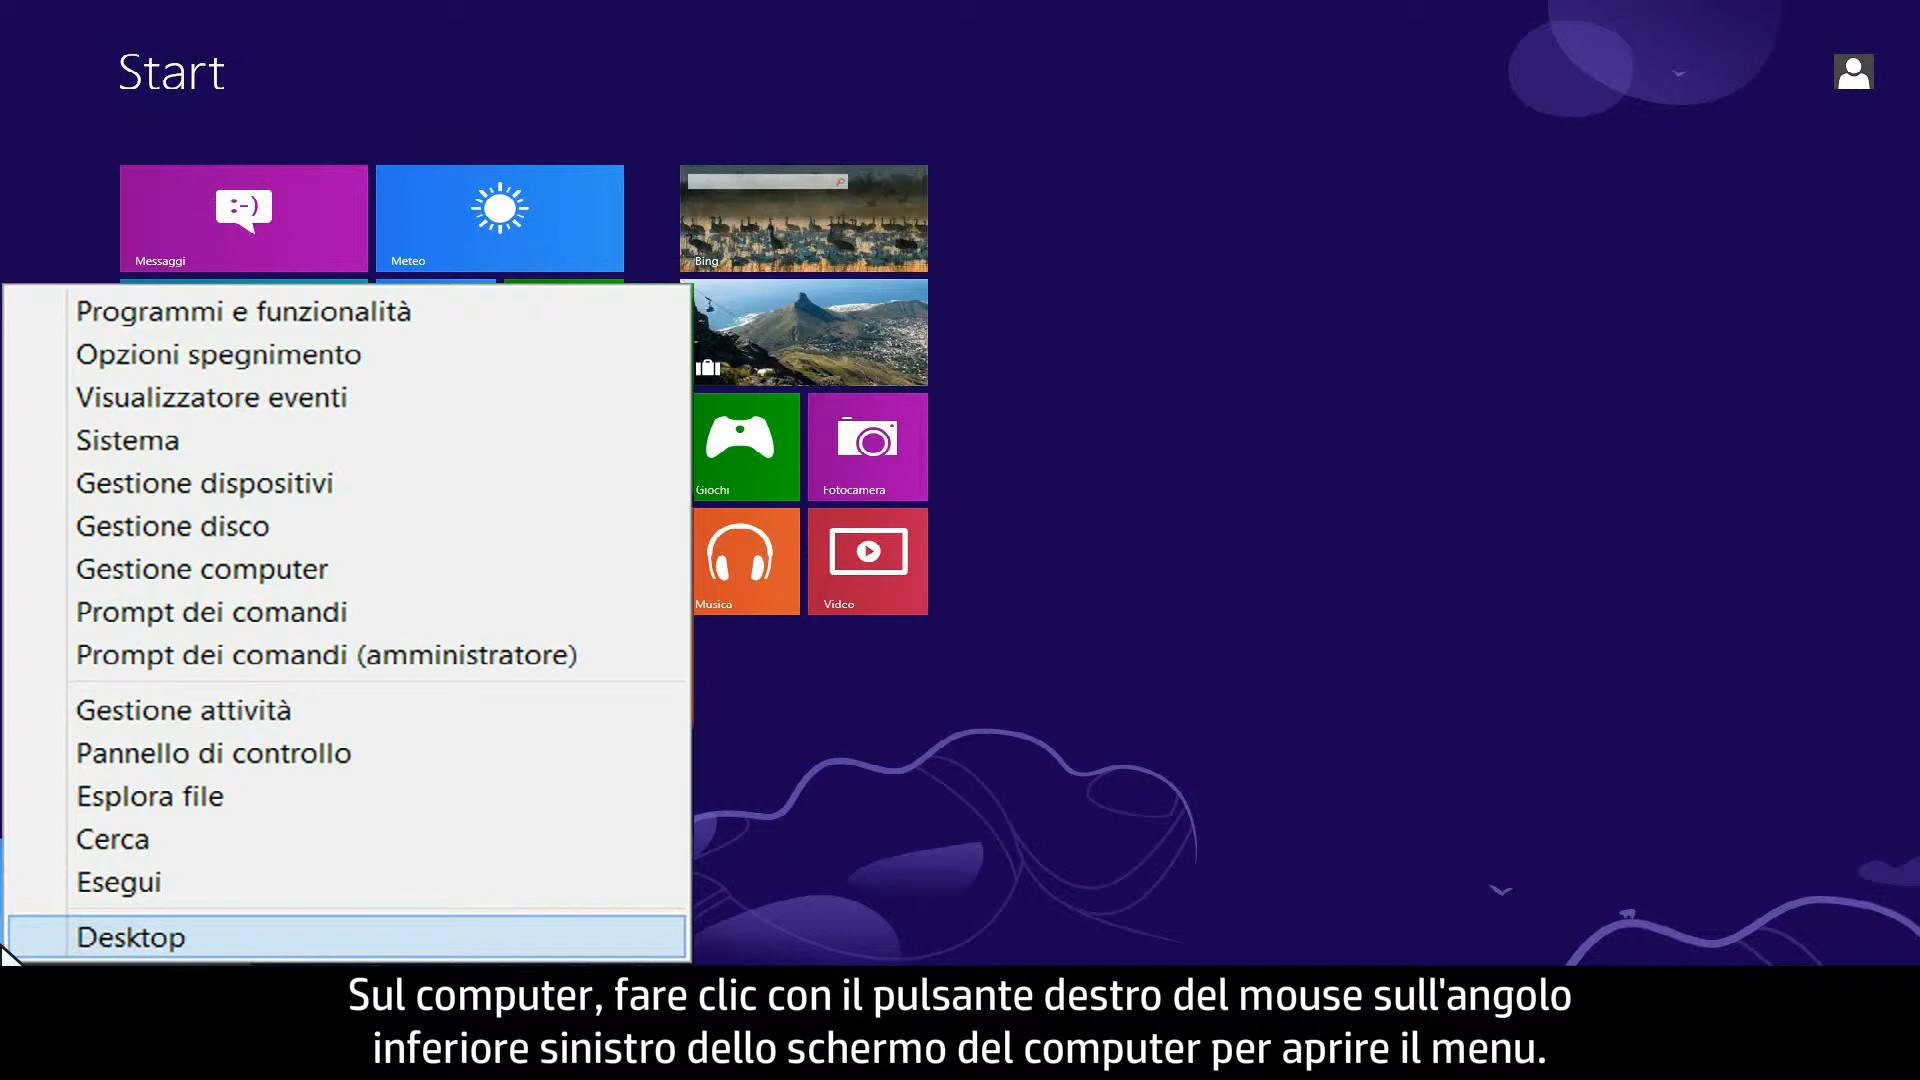 Start
:-)
Messaggi
Meteo
Bing
Programmi e funzionalità
Opzioni spegnimento
Visualizzatore eventi
Sistema
Gestione dispositivi
Gestione disco
Gestione computer
Prompt dei comandi
Prompt dei comandi (amministratore)
Gestione attività
Pannello di controllo
Esplora file
Cerca
Esegui
Desktop
Giochi
Fotocamera
Musica
Video
Sul computer, fare clic con il pulsante destro del mouse sull'angolo
inferiore sinistro dello schermo del computer per aprire il menu.